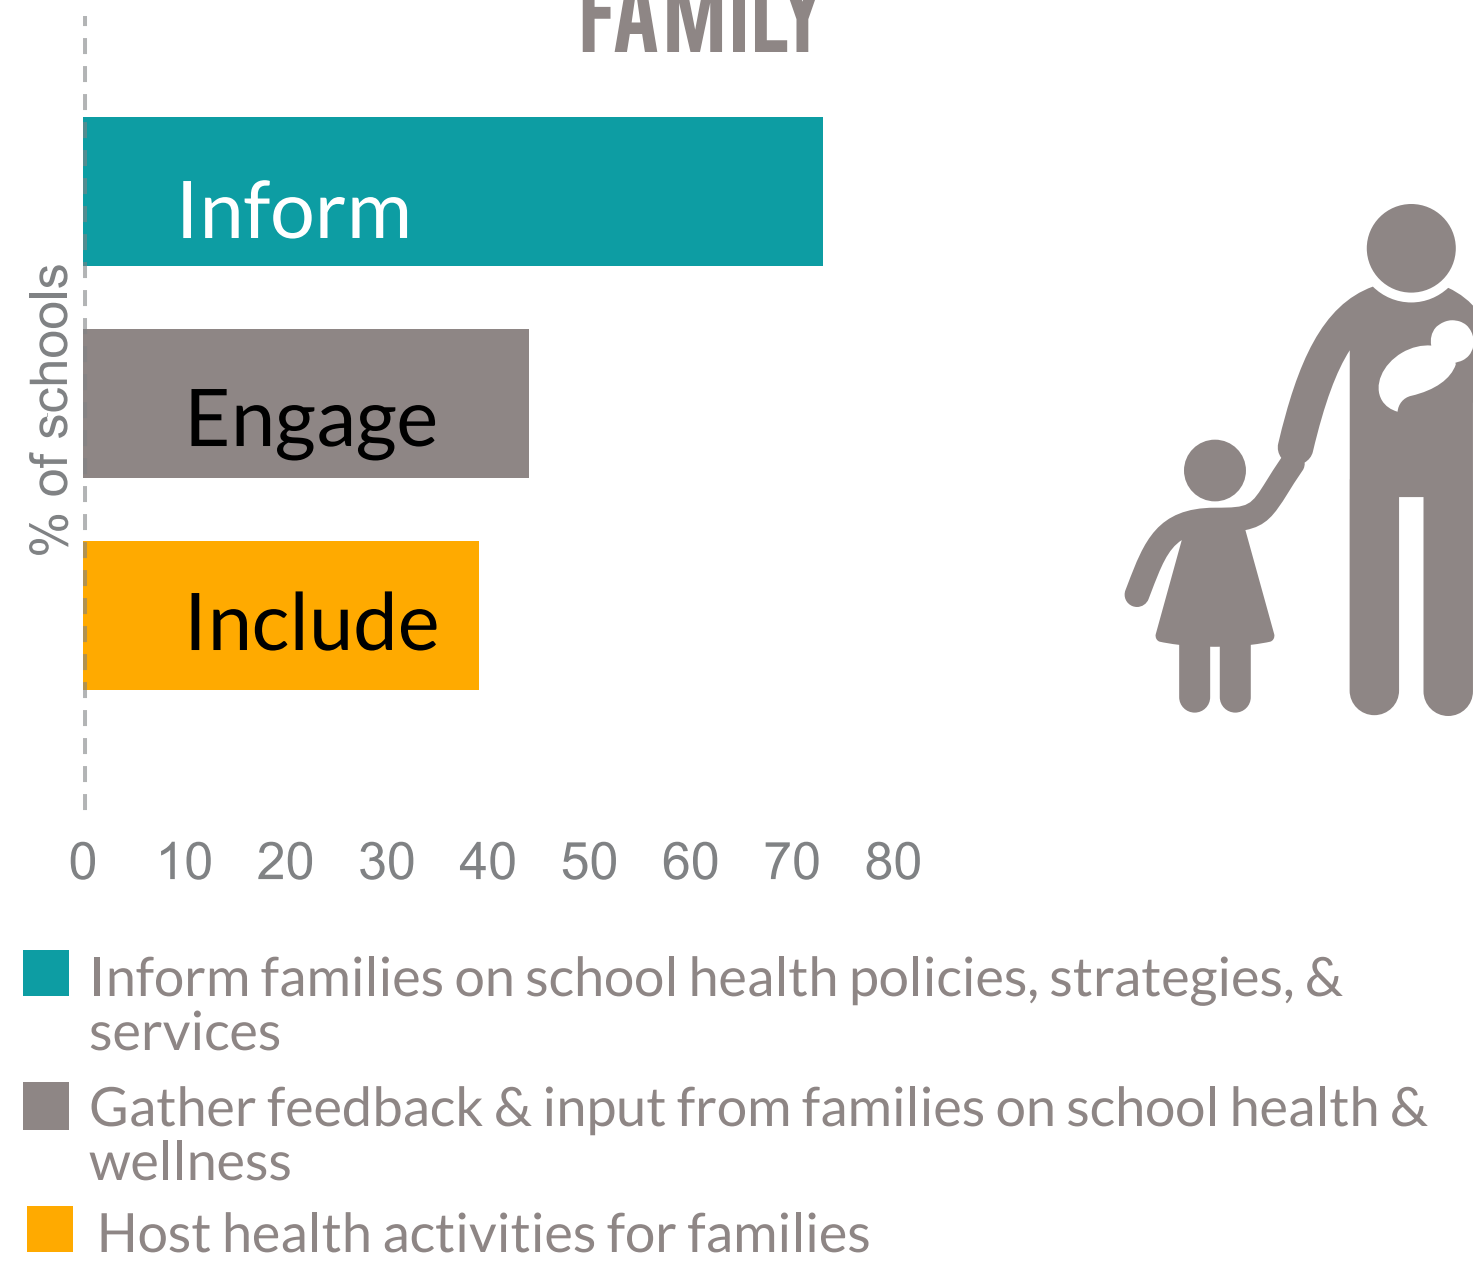 FAMILY
Inform
Engage
Include
% of schools
0 10 20 30 40 50 60 70 80
Inform families on school health policies, strategies, &
services
Gather feedback & input from families on school health &
wellness
Host health activities for families